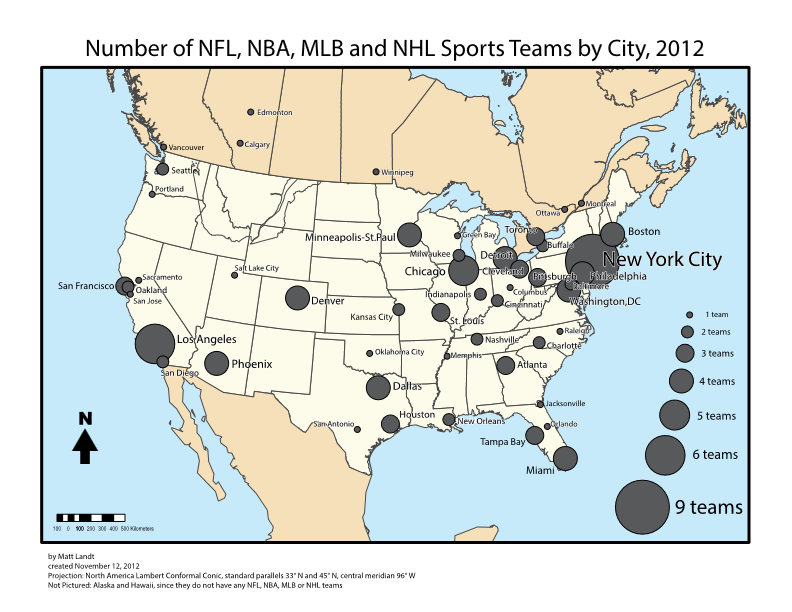 Number of NFL, NBA, MLB and NHL Sports Teams by City, 2012
Edmonton
Calgary
Vancouver
Winnipeg
Seattle
Portland
Montreal
Ottawa
Toronto
Boston
Green Bay
Minneapolis-St.Paul
Buffalo
Milwaukee
Detroit
New York City
Chicago
Cleveland
Salt Lake City
Sacramento
Pittsburgh
Philadelphia
San Francisco
Oakland
Baltimore
San Jose
Indianapolis
Columbus
Denver
Cincinnati
Washington,DC
Kansas City
St. Louis
1 team
Raleigh
2 teams
Los Angeles
Nashville
Charlotte
Oklahoma City
Memphis
3 teams
Phoenix
Atlanta
San Diego
4 teams
Dallas
Jacksonville
Houston
5 teams
New Orleans
San Antonio
Orlando
N
Tampa Bay
6 teams
Miami
9 teams
100 0 100 200 300 400 500 Kilometers
by Matt Landt
created November 12, 2012
Projection: North America Lambert Conformal Conic, standard parallels 33° N and 45° N, central meridian 96° W
Not Pictured: Alaska and Hawaii, since they do not have any NFL, NBA, MLB or NHL teams